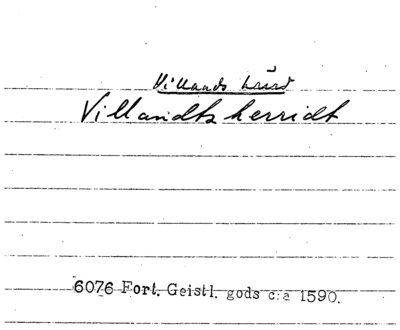 Villands härad
Villandtz herridt
6076 Fort. Geistl. gods c:a 1590.